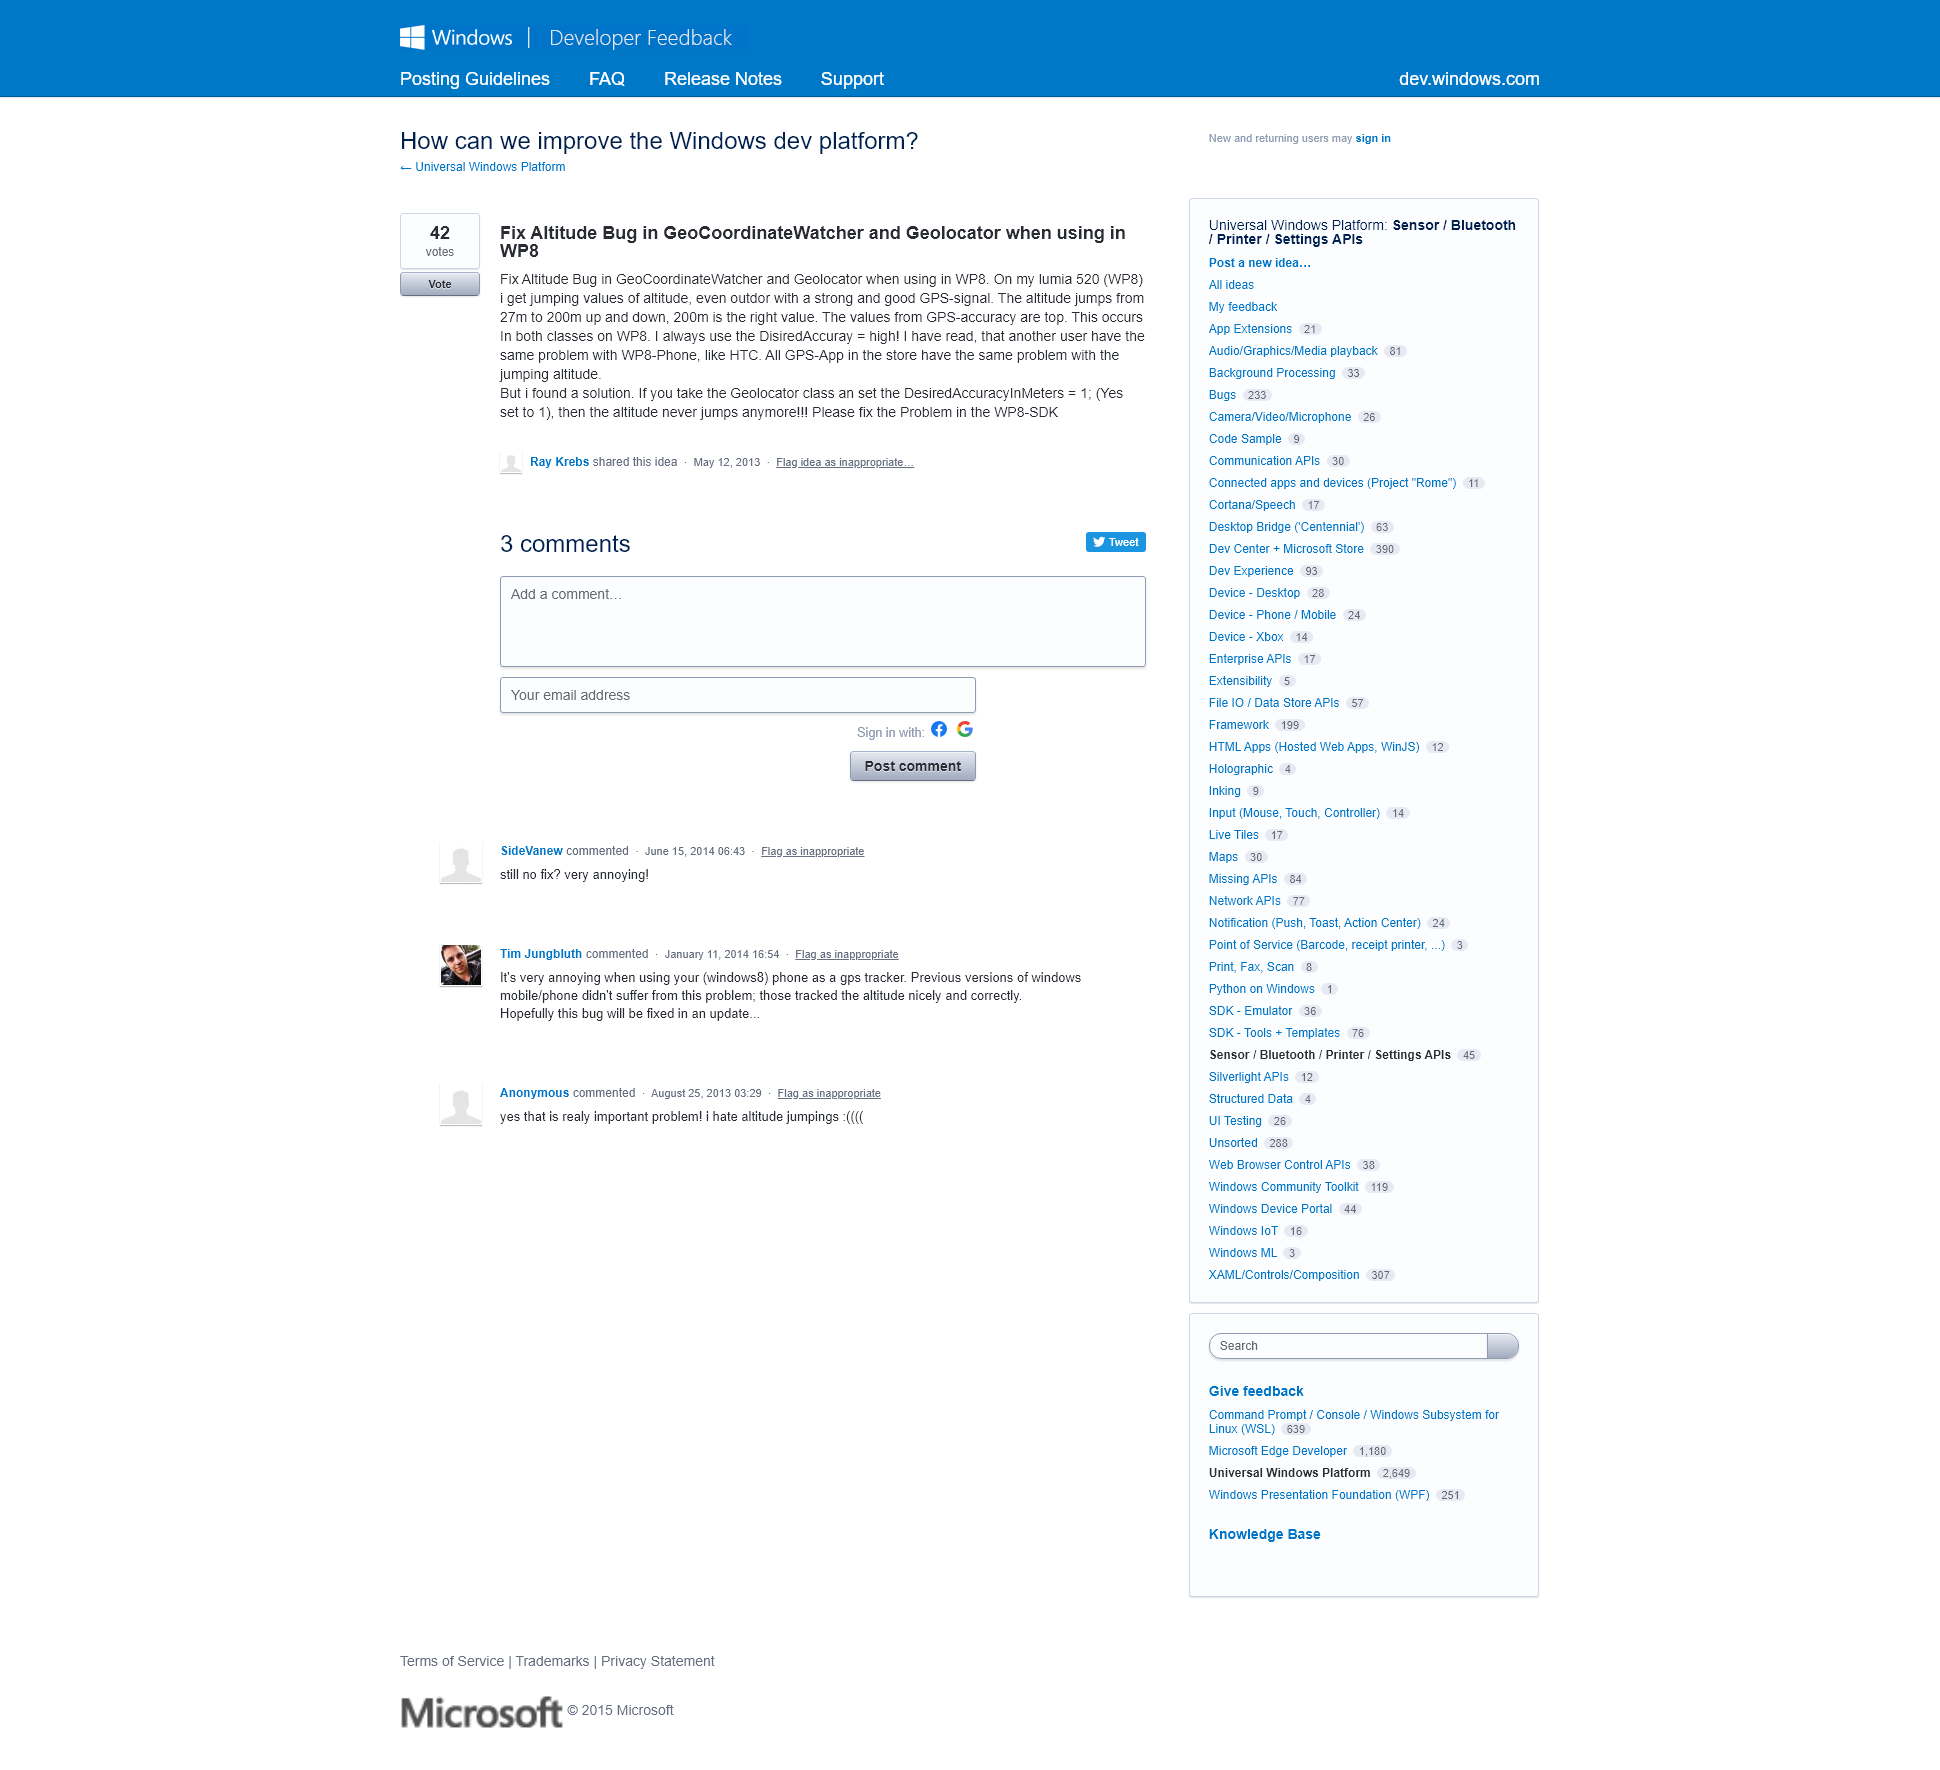 Windows | Developer Feedback
Posting Guidelines FAQ Release Notes Support dev.windows.com
How can we improve the Windows dev platform?
← Universal Windows Platform
New and returning users may sign in
42
votes
Vote
Fix Altitude Bug in GeoCoordinateWatcher and Geolocator when using in
WP8
Fix Altitude Bug in GeoCoordinateWatcher and Geolocator when using in WP8. On my lumia 520 (WP8)
i get jumping values of altitude, even outdor with a strong and good GPS-signal. The altitude jumps from
27m to 200m up and down, 200m is the right value. The values from GPS-accuracy are top. This occurs
In both classes on WP8. I always use the DisiredAccuray = high! I have read, that another user have the
same problem with WP8-Phone, like HTC. All GPS-App in the store have the same problem with the
jumping altitude.
But i found a solution. If you take the Geolocator class an set the DesiredAccuracyInMeters = 1; (Yes
set to 1), then the altitude never jumps anymore!!! Please fix the Problem in the WP8-SDK
Ray Krebs shared this idea · May 12, 2013 · Flag idea as inappropriate…
3 comments
Tweet
Add a comment…
Your email address
Sign in with:
Post comment
SideVanew commented · June 15, 2014 06:43 · Flag as inappropriate
still no fix? very annoying!
Tim Jungbluth commented · January 11, 2014 16:54 · Flag as inappropriate
It's very annoying when using your (windows8) phone as a gps tracker. Previous versions of windows
mobile/phone didn't suffer from this problem; those tracked the altitude nicely and correctly.
Hopefully this bug will be fixed in an update...
Anonymous commented · August 25, 2013 03:29 · Flag as inappropriate
yes that is realy important problem! i hate altitude jumpings :((((
Universal Windows Platform: Sensor / Bluetooth
/ Printer / Settings APIs
Post a new idea…
All ideas
My feedback
App Extensions 21
Audio/Graphics/Media playback 81
Background Processing 33
Bugs 233
Camera/Video/Microphone 26
Code Sample 9
Communication APIs 30
Connected apps and devices (Project "Rome") 11
Cortana/Speech 17
Desktop Bridge ('Centennial') 63
Dev Center + Microsoft Store 390
Dev Experience 93
Device - Desktop 28
Device - Phone / Mobile 24
Device - Xbox 14
Enterprise APIs 17
Extensibility 5
File IO / Data Store APIs 57
Framework 199
HTML Apps (Hosted Web Apps, WinJS) 12
Holographic 4
Inking 9
Input (Mouse, Touch, Controller) 14
Live Tiles 17
Maps 30
Missing APIs 84
Network APIs 77
Notification (Push, Toast, Action Center) 24
Point of Service (Barcode, receipt printer, ...) 3
Print, Fax, Scan 8
Python on Windows 1
SDK - Emulator 36
SDK - Tools + Templates 76
Sensor / Bluetooth / Printer / Settings APIs 45
Silverlight APIs 12
Structured Data 4
UI Testing 26
Unsorted 288
Web Browser Control APIs 38
Windows Community Toolkit 119
Windows Device Portal 44
Windows IoT 16
Windows ML 3
XAML/Controls/Composition 307
Search
Give feedback
Command Prompt / Console / Windows Subsystem for
Linux (WSL) 639
Microsoft Edge Developer 1,180
Universal Windows Platform 2,649
Windows Presentation Foundation (WPF) 251
Knowledge Base
Terms of Service | Trademarks | Privacy Statement
Microsoft © 2015 Microsoft